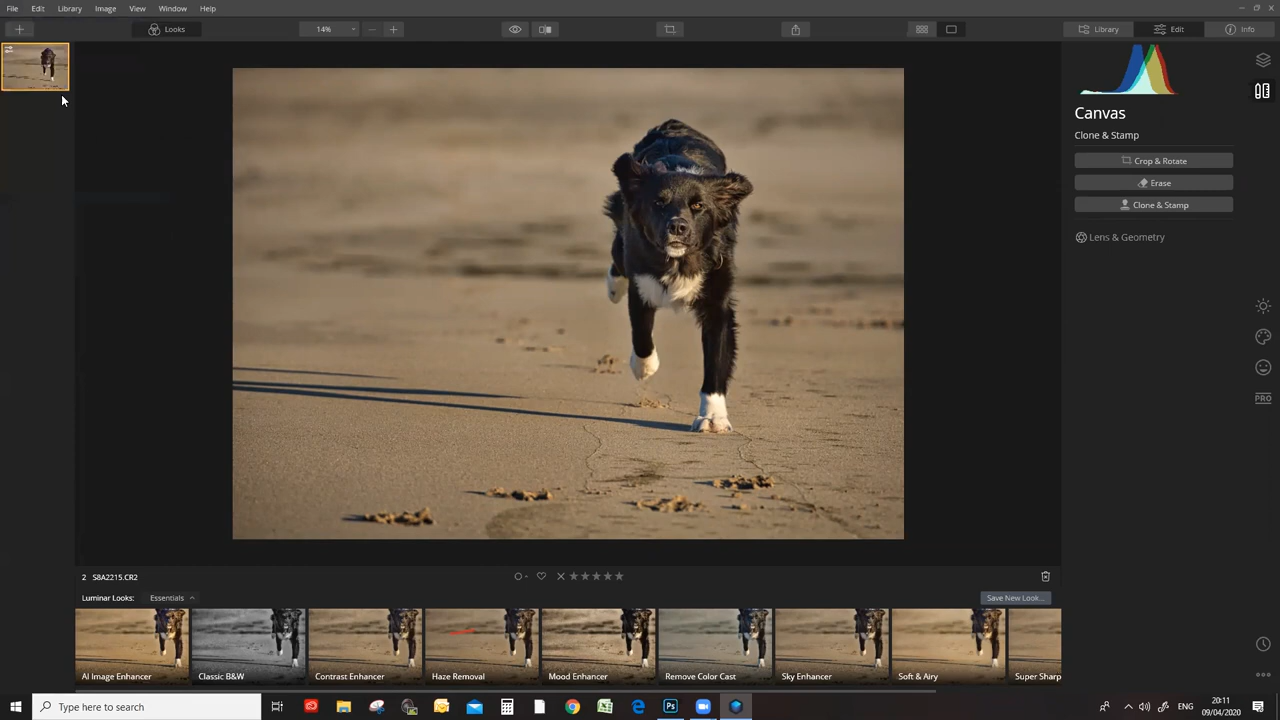 File Edit Library Image View Window Help
Looks 14% Library Edit Info
Canvas
Clone & Stamp
Crop & Rotate
Erase
Clone & Stamp
Lens & Geometry
PRO
2 S8A2215.CR2
Luminar Looks: Essentials Save New Look...
AI Image Enhancer Classic B&W Contrast Enhancer Haze Removal Mood Enhancer Remove Color Cast Sky Enhancer Soft & Airy Super Sharp
Type here to search Ps ENG 20:11
09/04/2020